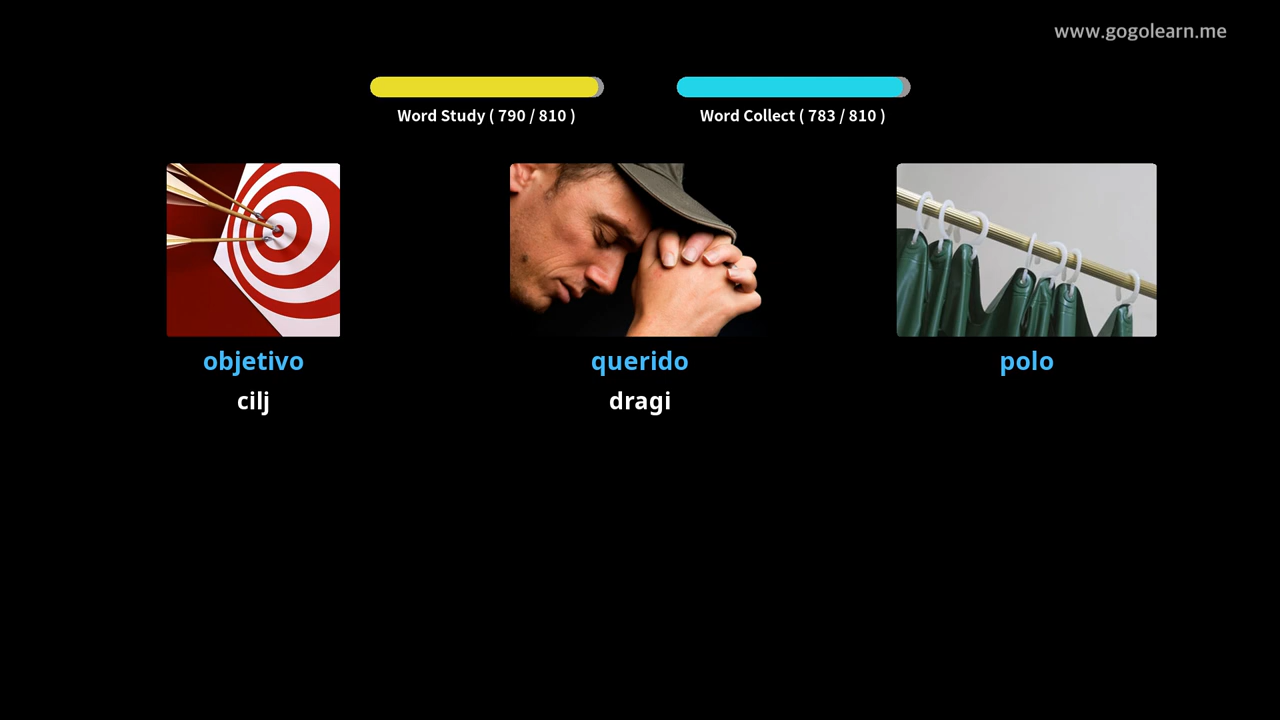 www.gogolearn.me
Word Study ( 790 / 810 )
Word Collect ( 783 / 810 )
objetivo
cilj
querido
dragi
polo